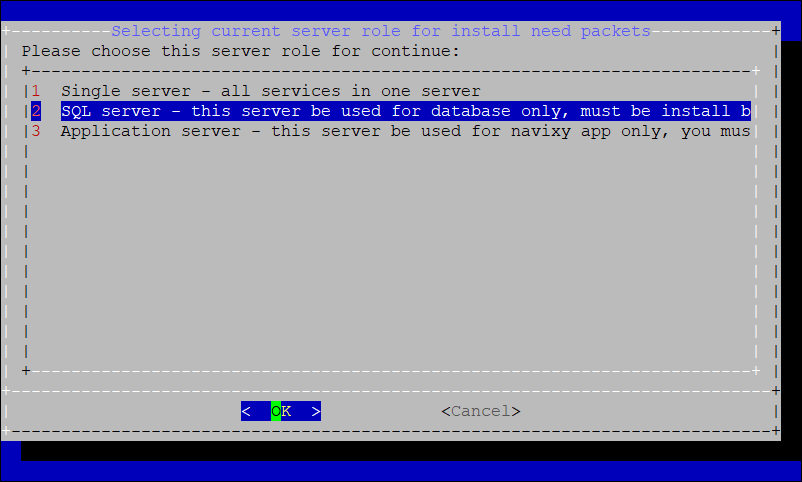 Selecting current server role for install need packets
Please choose this server role for continue:
1 Single server - all services in one server
2 SQL server - this server be used for database only, must be install b
3 Application server - this server be used for navixy app only, you mus
< OK > <Cancel>